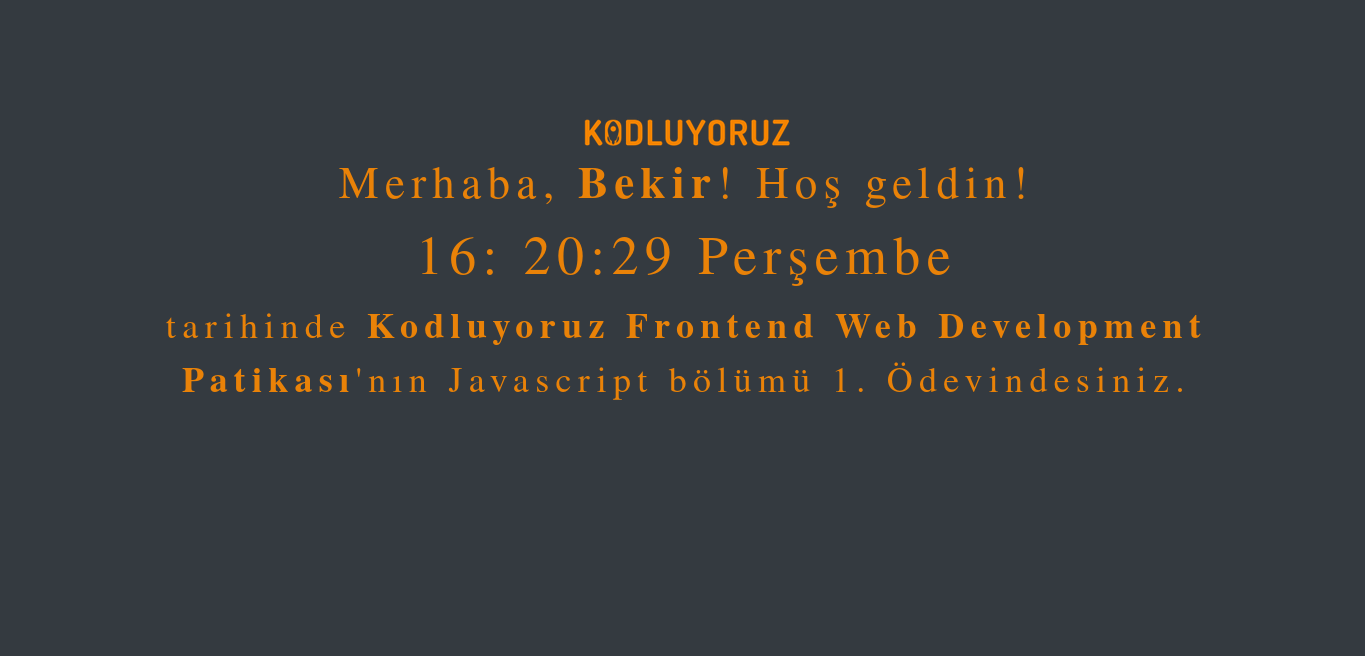 KODLUYORUZ
Merhaba, Bekir! Hoş geldin!
16: 20:29 Perşembe
tarihinde Kodluyoruz Frontend Web Development
Patikası'nın Javascript bölümü 1. Ödevindesiniz.